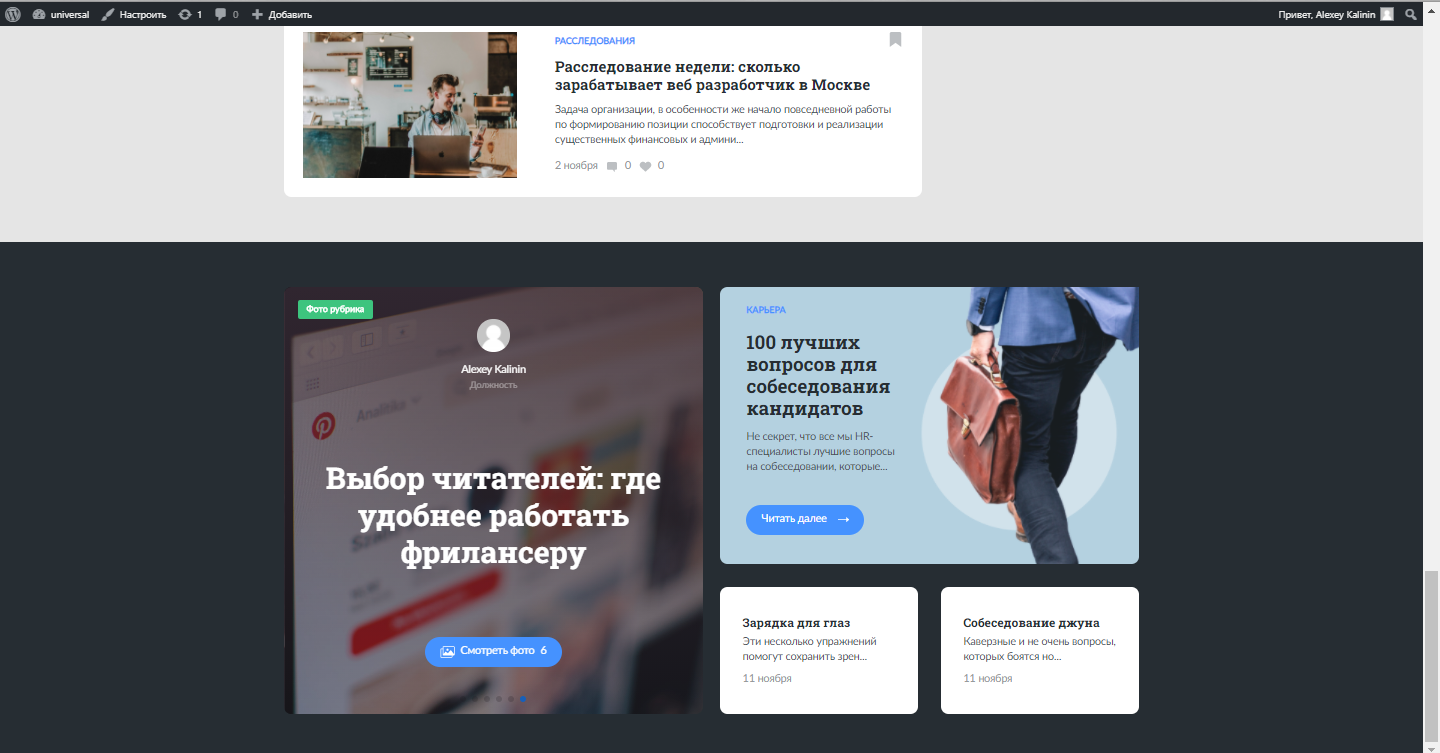 universal
Настроить
1
0
Добавить
Привет, Alexey Kalinin
РАССЛЕДОВАНИЯ
Расследование недели: сколько
зарабатывает веб разработчик в Москве
Задача организации, в особенности же начало повседневной работы
по формированию позиции способствует подготовки и реализации
существенных финансовых и админи...
2 ноября 0 0
Фото рубрика
Alexey Kalinin
Должность
Выбор читателей: где
удобнее работать
фрилансеру
Смотреть фото 6
КАРЬЕРА
100 лучших
вопросов для
собеседования
кандидатов
Не секрет, что все мы HR-
специалисты лучшие вопросы
на собеседовании, которые...
Читать далее →
Зарядка для глаз
Эти несколько упражнений
помогут сохранить зрен...
11 ноября
Собеседование джуна
Каверзные и не очень вопросы,
которых боятся но...
11 ноября